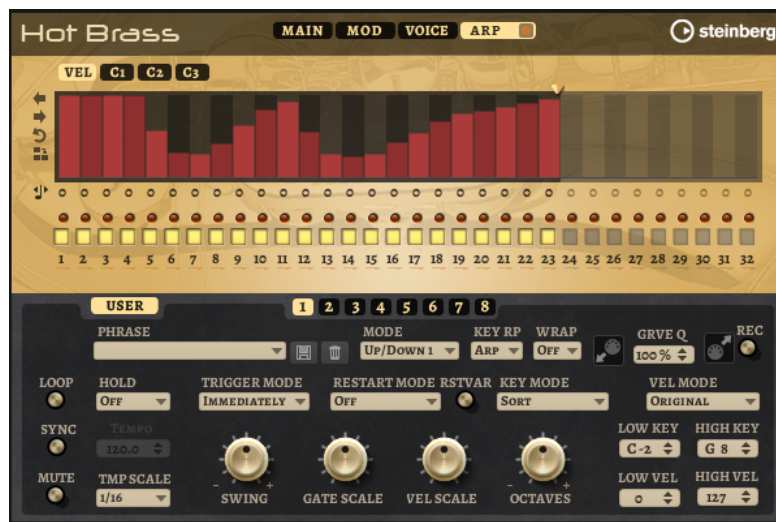 Hot Brass MAIN MOD VOICE ARP steinberg
VEL C1 C2 C3
1 2 3 4 5 6 7 8 9 10 11 12 13 14 15 16 17 18 19 20 21 22 23 24 25 26 27 28 29 30 31 32
USER 1 2 3 4 5 6 7 8
PHRASE MODE KEY RP WRAP GRVE Q REC
UP/DOWN 1 ARP OFF 100 %
LOOP HOLD TRIGGER MODE RESTART MODE RSTVAR KEY MODE VEL MODE
OFF IMMEDIATELY OFF SORT ORIGINAL
SYNC TEMPO LOW KEY HIGH KEY
120.0 C-2 G 8
MUTE TMP SCALE LOW VEL HIGH VEL
1/16 - SWING + GATE SCALE VEL SCALE - OCTAVES + 0 127